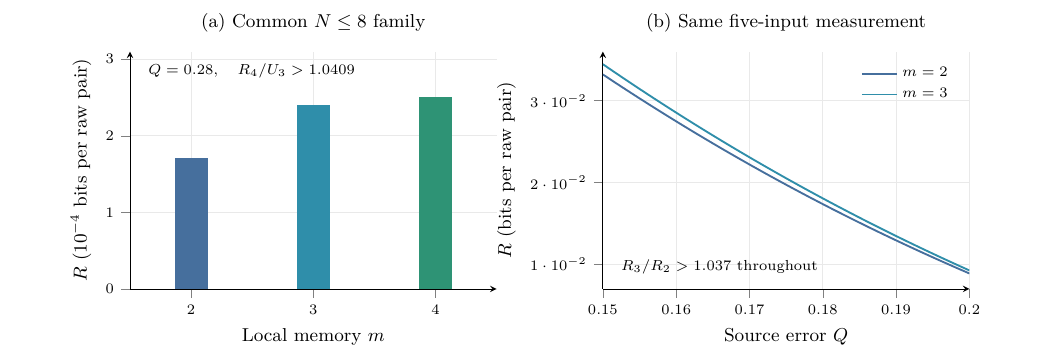 (a) Common N ≤ 8 family
Q = 0.28, R₄/U₃ > 1.0409
R (10⁻⁴ bits per raw pair)
3
2
1
0
2 3 4
Local memory m
(b) Same five-input measurement
m = 2
m = 3
R (bits per raw pair)
3 · 10⁻²
2 · 10⁻²
1 · 10⁻²
R₃/R₂ > 1.037 throughout
0.15 0.16 0.17 0.18 0.19 0.2
Source error Q